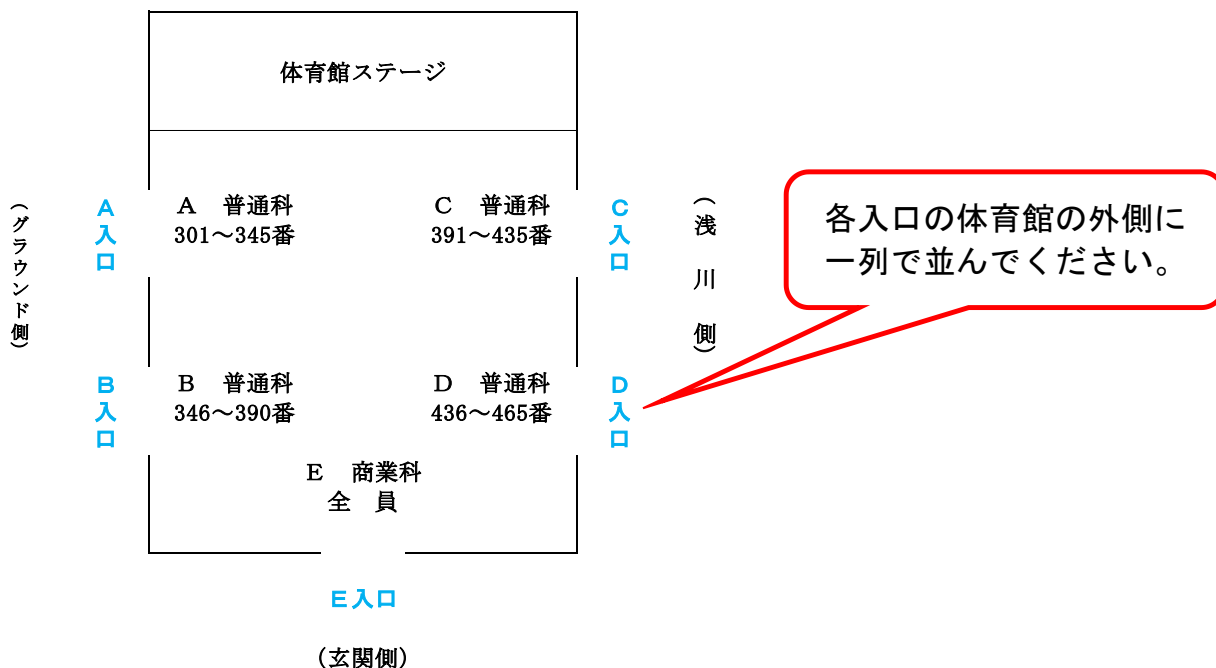 体育館ステージ
(グラウンド側)
A入口
A 普通科
301～345番
C 普通科
391～435番
C入口
(浅川側)
各入口の体育館の外側に
一列で並んでください。
B入口
B 普通科
346～390番
D 普通科
436～465番
D入口
E 商業科
全 員
E入口
(玄関側)